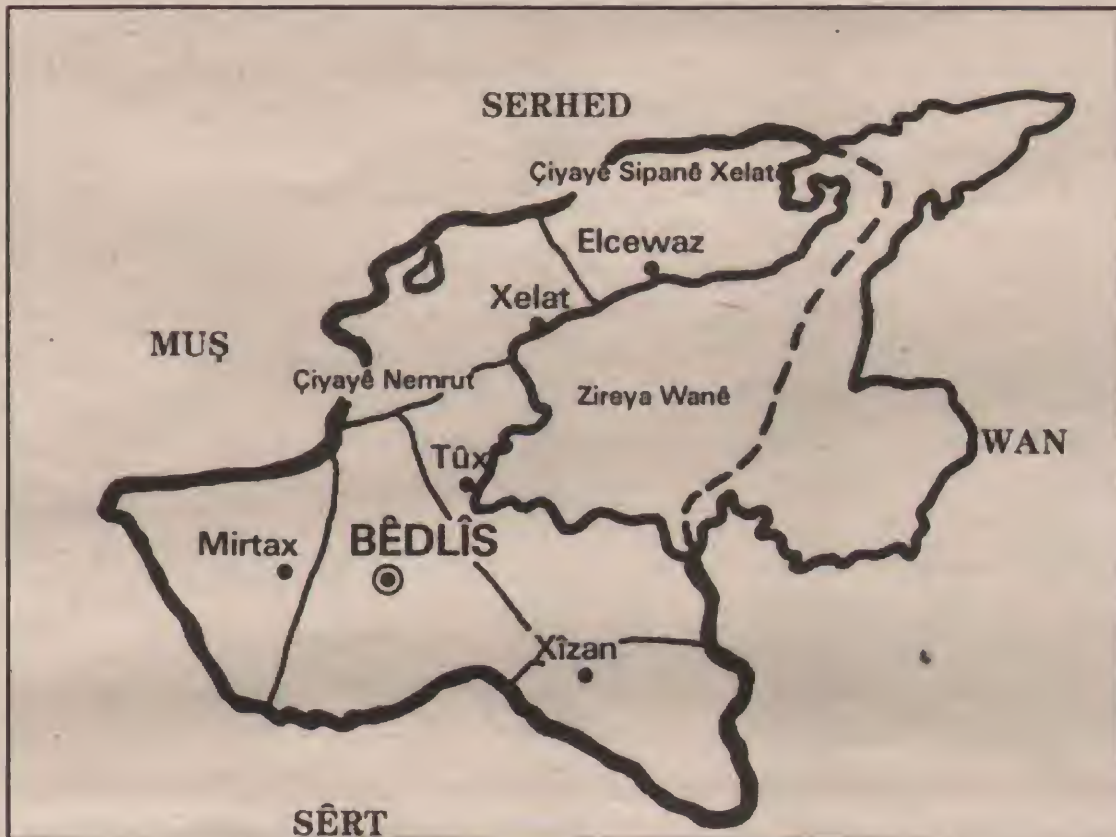 SERHED
Çiyayê Sipanê Xelatê
Elcewaz
Xelat
MUŞ
Çiyayê Nemrut
Zireya Wanê
WAN
Tûx
BÊDLÎS
Mirtax
Xîzan
SÊRT